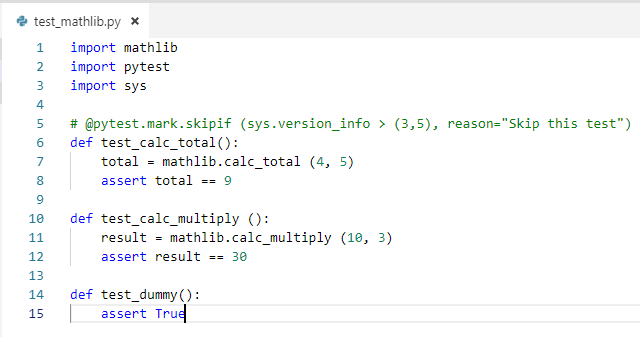 test_mathlib.py ×
1 import mathlib
2 import pytest
3 import sys
4
5 # @pytest.mark.skipif (sys.version_info > (3,5), reason="Skip this test")
6 def test_calc_total():
7     total = mathlib.calc_total (4, 5)
8     assert total == 9
9
10 def test_calc_multiply ():
11     result = mathlib.calc_multiply (10, 3)
12     assert result == 30
13
14 def test_dummy():
15     assert True